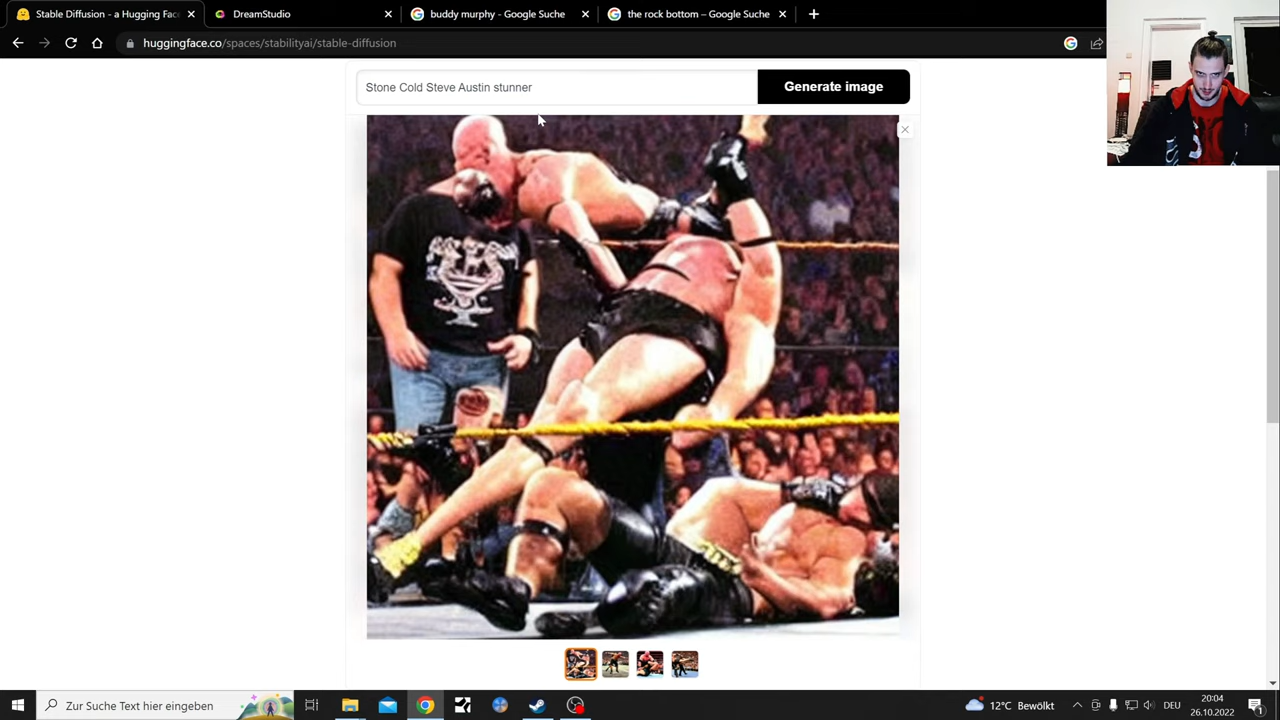 Stable Diffusion - a Hugging Fac
DreamStudio
buddy murphy - Google Suche
the rock bottom – Google Suche
huggingface.co/spaces/stabilityai/stable-diffusion
Stone Cold Steve Austin stunner
Generate image
Zur Suche Text hier eingeben
12°C Bewölkt
DEU
20:04
26.10.2022
1